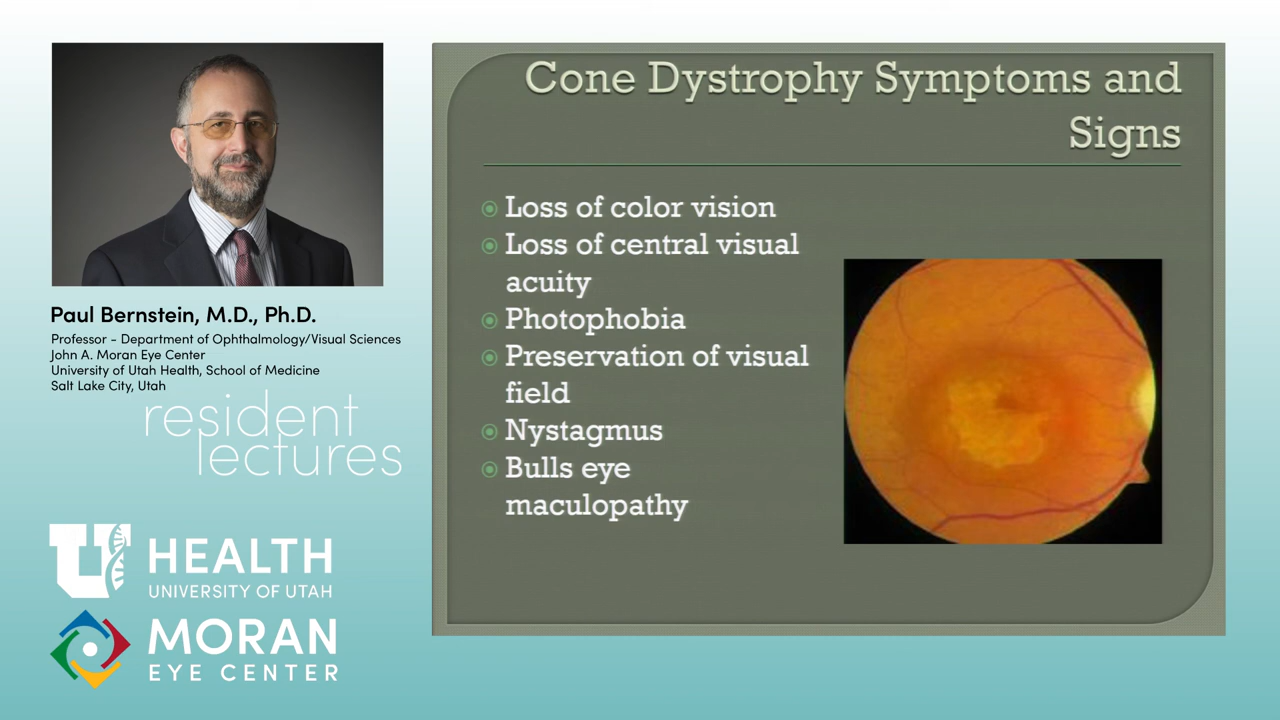 Paul Bernstein, M.D., Ph.D.
Professor - Department of Ophthalmology/Visual Sciences
John A. Moran Eye Center
University of Utah Health, School of Medicine
Salt Lake City, Utah
resident
lectures
U HEALTH
UNIVERSITY OF UTAH
MORAN
EYE CENTER
Cone Dystrophy Symptoms and
Signs
Loss of color vision
Loss of central visual
acuity
Photophobia
Preservation of visual
field
Nystagmus
Bulls eye
maculopathy